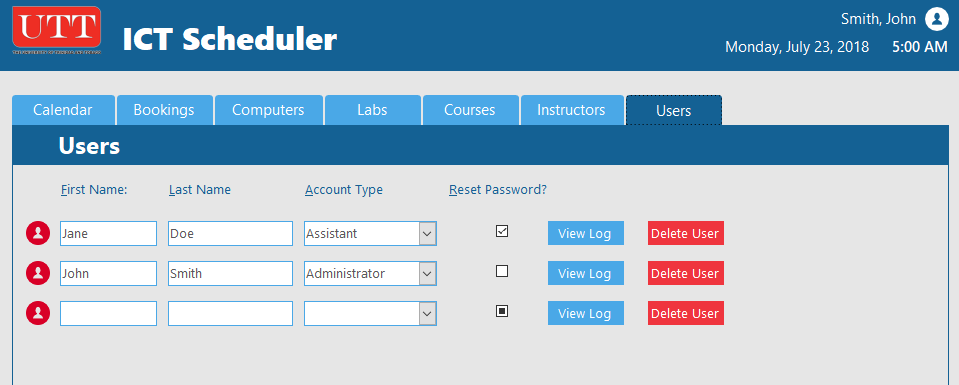 UTT
ICT Scheduler
Smith, John
Monday, July 23, 2018 5:00 AM
Calendar Bookings Computers Labs Courses Instructors Users
Users
First Name: Last Name Account Type Reset Password?
Jane Doe Assistant View Log Delete User
John Smith Administrator View Log Delete User
View Log Delete User